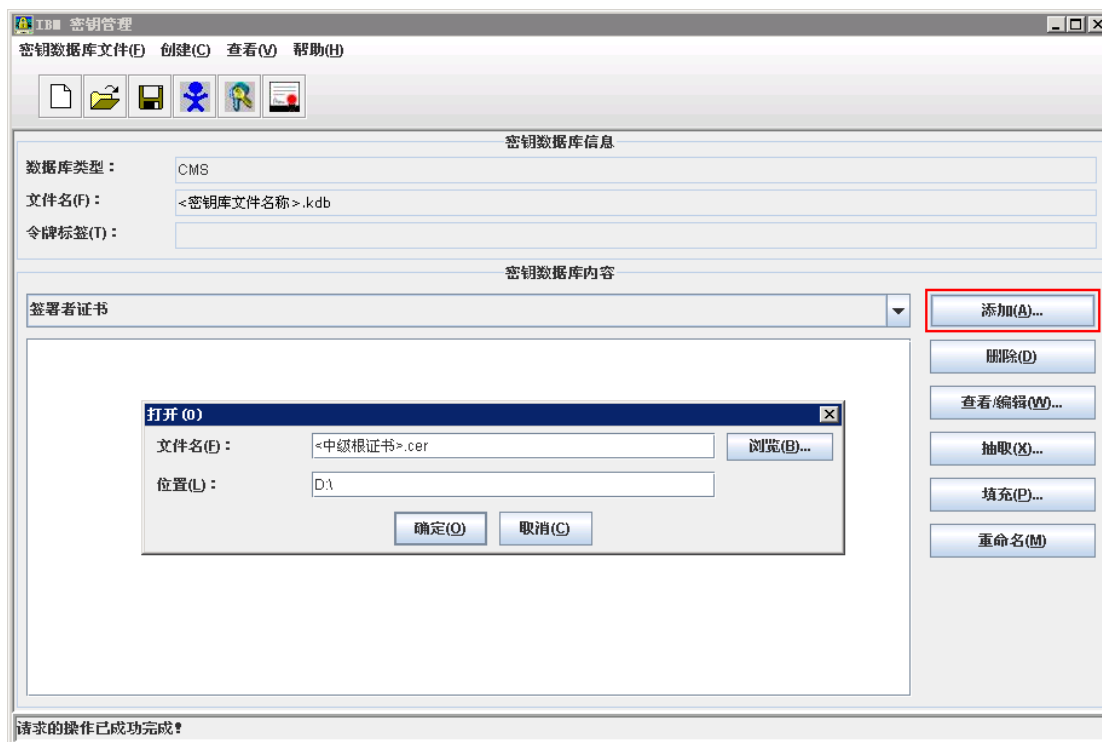 IBM 密钥管理
密钥数据库文件(F) 创建(C) 查看(V) 帮助(H)
密钥数据库信息
数据库类型：
CMS
文件名(F)：
<密钥库文件名称>.kdb
令牌标签(T)：
密钥数据库内容
签署者证书
添加(A)...
删除(D)
查看/编辑(W)...
抽取(X)...
填充(P)...
重命名(M)
打开(O)
文件名(F)：
<中级根证书>.cer
浏览(B)...
位置(L)：
D:\
确定(O)
取消(C)
请求的操作已成功完成！